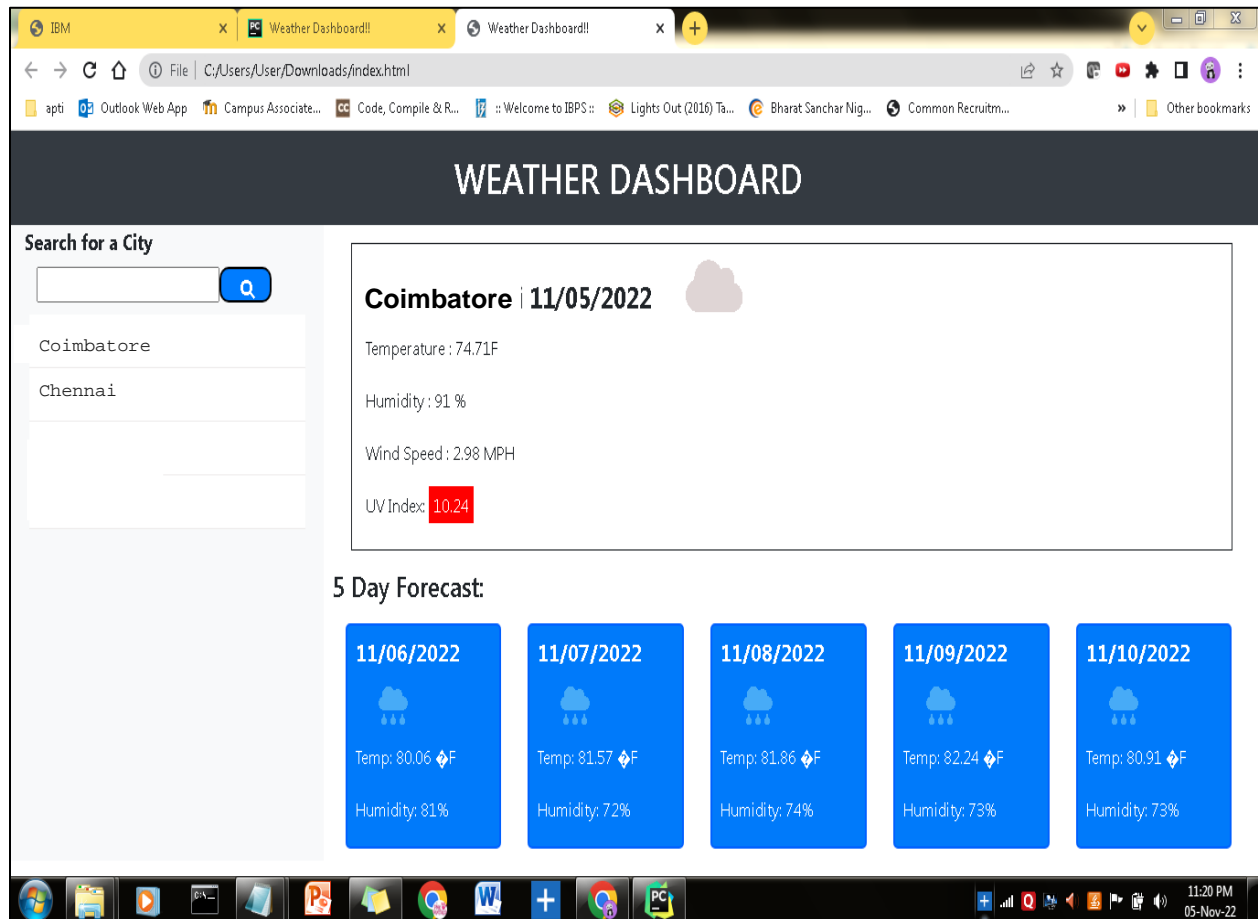 IBM
Weather Dashboard!!
Weather Dashboard!!
File C:/Users/User/Downloads/index.html
apti Outlook Web App Campus Associate... Code, Compile & R... :: Welcome to IBPS :: Lights Out (2016) Ta... Bharat Sanchar Nig... Common Recruitm... » Other bookmarks
WEATHER DASHBOARD
Search for a City
Coimbatore
Chennai
Coimbatore 11/05/2022
Temperature : 74.71F
Humidity : 91 %
Wind Speed : 2.98 MPH
UV Index: 10.24
5 Day Forecast:
11/06/2022 11/07/2022 11/08/2022 11/09/2022 11/10/2022
Temp: 80.06 �F Temp: 81.57 �F Temp: 81.86 �F Temp: 82.24 �F Temp: 80.91 �F
Humidity: 81% Humidity: 72% Humidity: 74% Humidity: 73% Humidity: 73%
11:20 PM
05-Nov-22